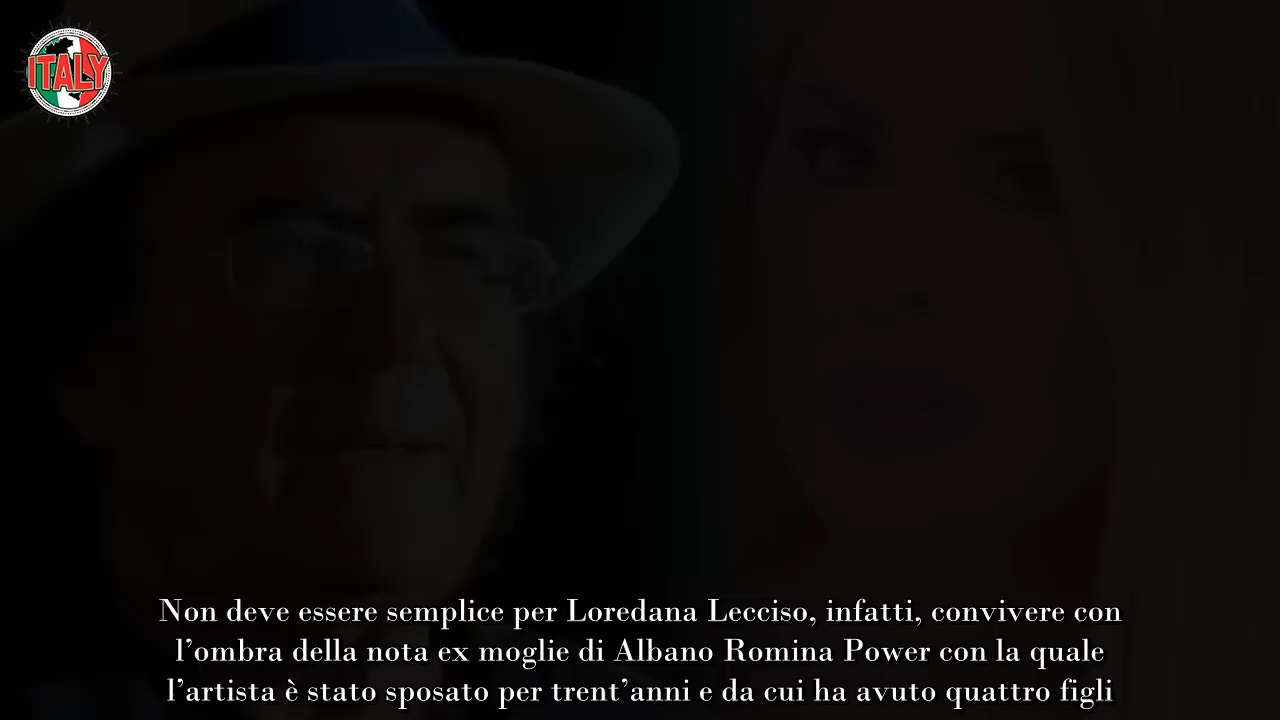 ITALY
Non deve essere semplice per Loredana Lecciso, infatti, convivere con
l’ombra della nota ex moglie di Albano Romina Power con la quale
l’artista è stato sposato per trent’anni e da cui ha avuto quattro figli